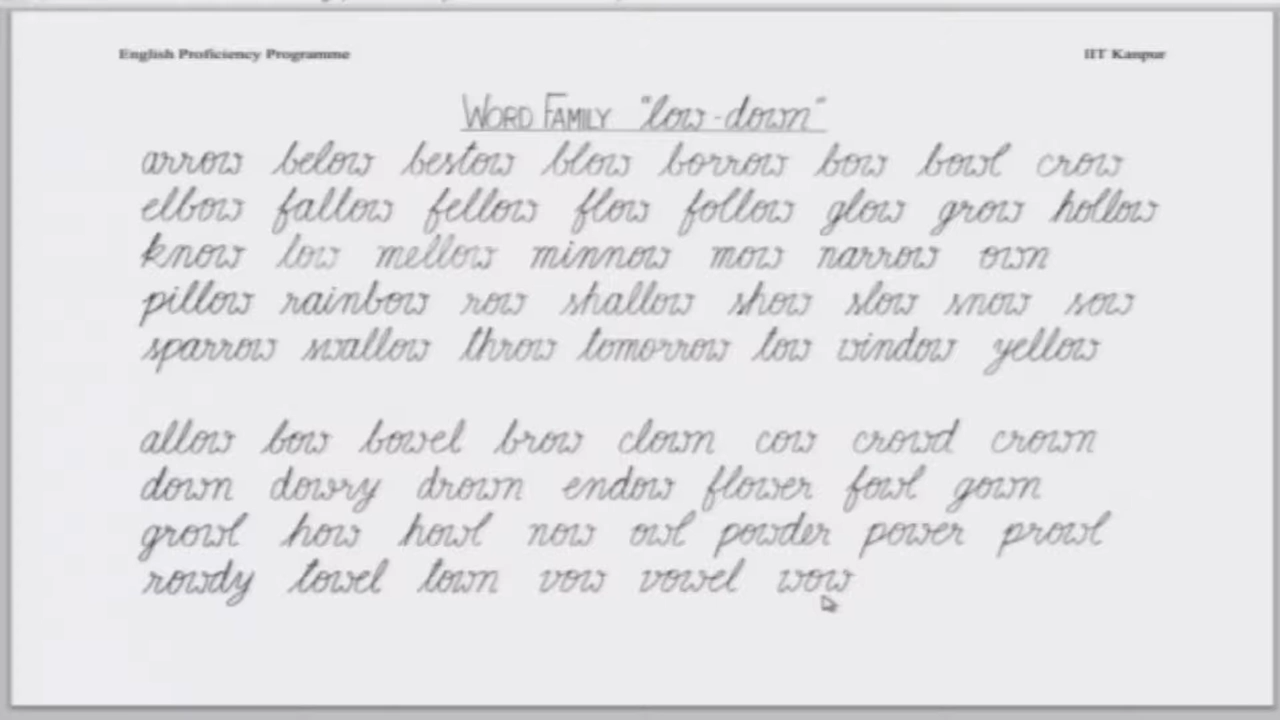 English Proficiency Programme IIT Kanpur
WORD FAMILY "low-down"
arrow below bestow blow borrow bow bowl crow
elbow fallow fellow flow follow glow grow hollow
know low mellow minnow mow narrow own
pillow rainbow row shallow show slow snow sow
sparrow swallow throw tomorrow tow window yellow
allow bow bowel brow clown cow crowd crown
down dowry drown endow flower fowl gown
growl how howl now owl powder power prowl
rowdy towel town vow vowel wow